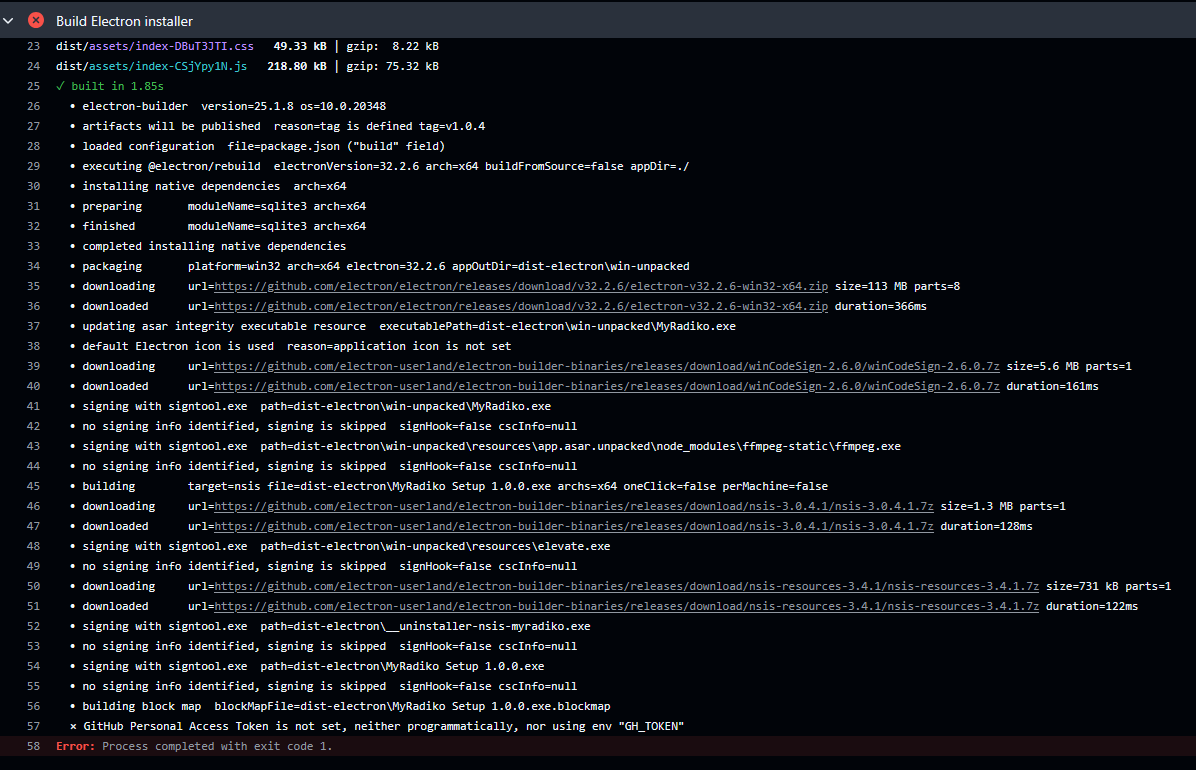 Build Electron installer
23 dist/assets/index-DBuT3JTI.css 49.33 kB | gzip: 8.22 kB
24 dist/assets/index-CSjYpy1N.js 218.80 kB | gzip: 75.32 kB
25 ✓ built in 1.85s
26 • electron-builder version=25.1.8 os=10.0.20348
27 • artifacts will be published reason=tag is defined tag=v1.0.4
28 • loaded configuration file=package.json ("build" field)
29 • executing @electron/rebuild electronVersion=32.2.6 arch=x64 buildFromSource=false appDir=./
30 • installing native dependencies arch=x64
31 • preparing moduleName=sqlite3 arch=x64
32 • finished moduleName=sqlite3 arch=x64
33 • completed installing native dependencies
34 • packaging platform=win32 arch=x64 electron=32.2.6 appOutDir=dist-electron\win-unpacked
35 • downloading url=https://github.com/electron/electron/releases/download/v32.2.6/electron-v32.2.6-win32-x64.zip size=113 MB parts=8
36 • downloaded url=https://github.com/electron/electron/releases/download/v32.2.6/electron-v32.2.6-win32-x64.zip duration=366ms
37 • updating asar integrity executable resource executablePath=dist-electron\win-unpacked\MyRadiko.exe
38 • default Electron icon is used reason=application icon is not set
39 • downloading url=https://github.com/electron-userland/electron-builder-binaries/releases/download/winCodeSign-2.6.0/winCodeSign-2.6.0.7z size=5.6 MB parts=1
40 • downloaded url=https://github.com/electron-userland/electron-builder-binaries/releases/download/winCodeSign-2.6.0/winCodeSign-2.6.0.7z duration=161ms
41 • signing with signtool.exe path=dist-electron\win-unpacked\MyRadiko.exe
42 • no signing info identified, signing is skipped signHook=false cscInfo=null
43 • signing with signtool.exe path=dist-electron\win-unpacked\resources\app.asar.unpacked\node_modules\ffmpeg-static\ffmpeg.exe
44 • no signing info identified, signing is skipped signHook=false cscInfo=null
45 • building target=nsis file=dist-electron\MyRadiko Setup 1.0.0.exe archs=x64 oneClick=false perMachine=false
46 • downloading url=https://github.com/electron-userland/electron-builder-binaries/releases/download/nsis-3.0.4.1/nsis-3.0.4.1.7z size=1.3 MB parts=1
47 • downloaded url=https://github.com/electron-userland/electron-builder-binaries/releases/download/nsis-3.0.4.1/nsis-3.0.4.1.7z duration=128ms
48 • signing with signtool.exe path=dist-electron\win-unpacked\resources\elevate.exe
49 • no signing info identified, signing is skipped signHook=false cscInfo=null
50 • downloading url=https://github.com/electron-userland/electron-builder-binaries/releases/download/nsis-resources-3.4.1/nsis-resources-3.4.1.7z size=731 kB parts=1
51 • downloaded url=https://github.com/electron-userland/electron-builder-binaries/releases/download/nsis-resources-3.4.1/nsis-resources-3.4.1.7z duration=122ms
52 • signing with signtool.exe path=dist-electron\__uninstaller-nsis-myradiko.exe
53 • no signing info identified, signing is skipped signHook=false cscInfo=null
54 • signing with signtool.exe path=dist-electron\MyRadiko Setup 1.0.0.exe
55 • no signing info identified, signing is skipped signHook=false cscInfo=null
56 • building block map blockMapFile=dist-electron\MyRadiko Setup 1.0.0.exe.blockmap
57 ⨯ GitHub Personal Access Token is not set, neither programmatically, nor using env "GH_TOKEN"
58 Error: Process completed with exit code 1.